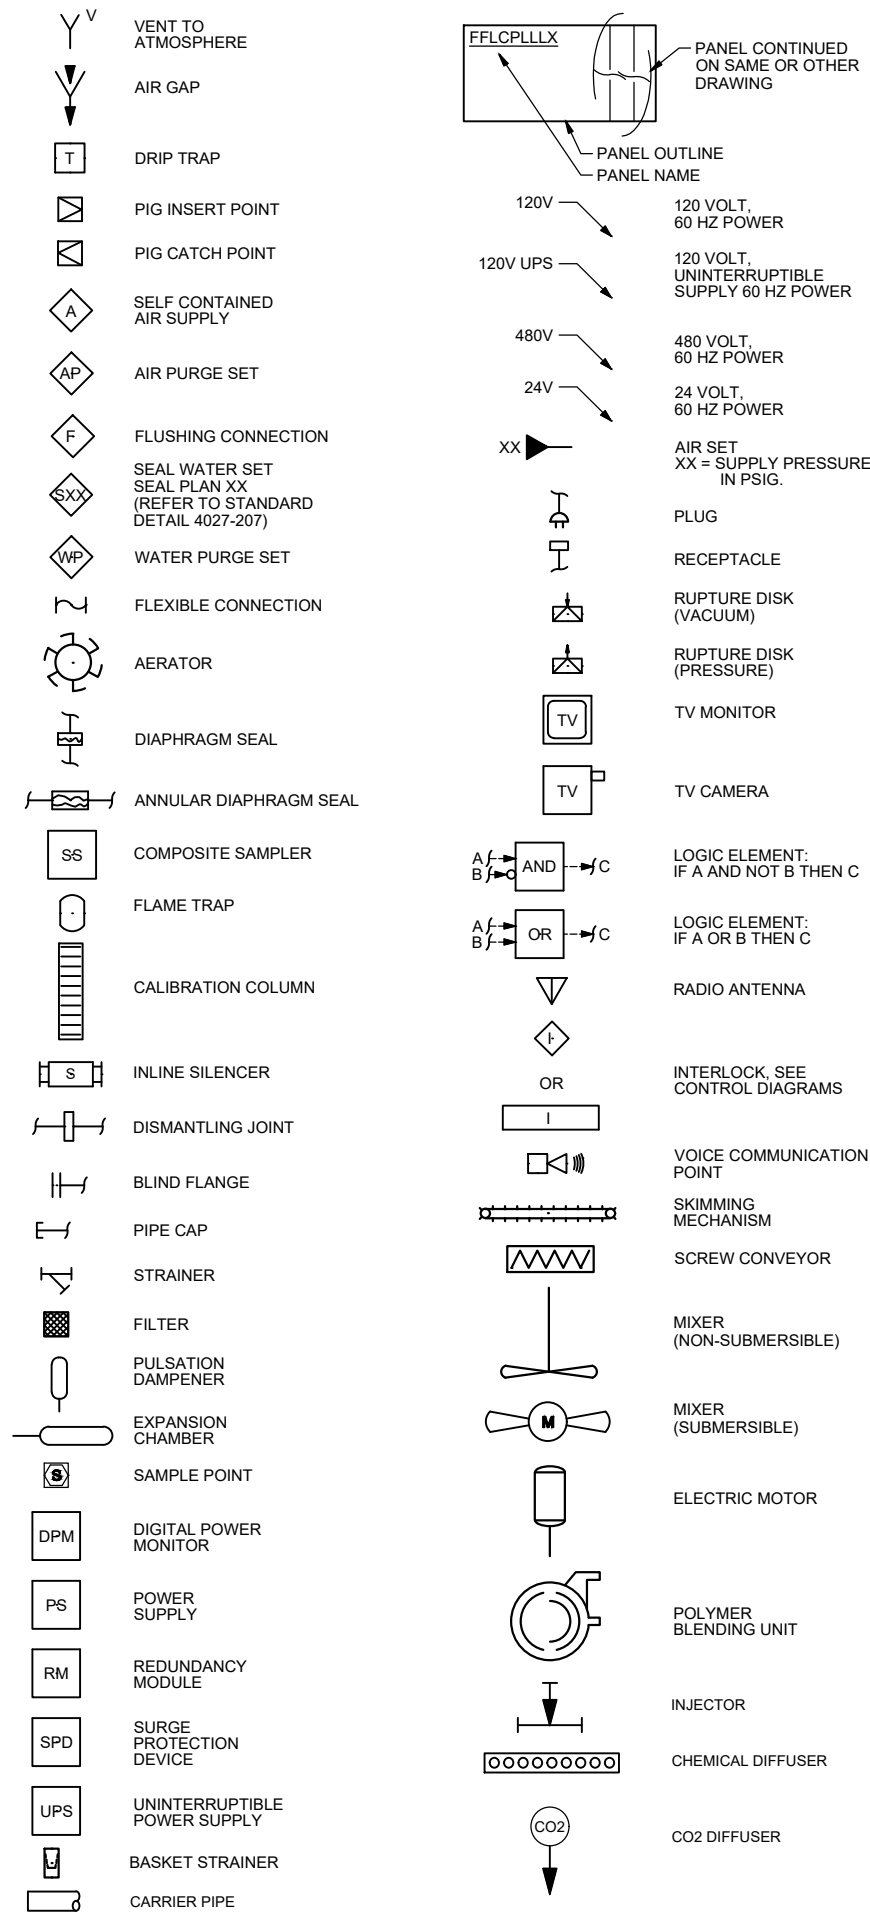 V
VENT TO
ATMOSPHERE
AIR GAP
T
DRIP TRAP
PIG INSERT POINT
PIG CATCH POINT
A
SELF CONTAINED
AIR SUPPLY
AP
AIR PURGE SET
F
FLUSHING CONNECTION
SXX
SEAL WATER SET
SEAL PLAN XX
(REFER TO STANDARD
DETAIL 4027-207)
WP
WATER PURGE SET
FLEXIBLE CONNECTION
AERATOR
DIAPHRAGM SEAL
ANNULAR DIAPHRAGM SEAL
SS
COMPOSITE SAMPLER
FLAME TRAP
CALIBRATION COLUMN
S
INLINE SILENCER
DISMANTLING JOINT
BLIND FLANGE
PIPE CAP
STRAINER
FILTER
PULSATION
DAMPENER
EXPANSION
CHAMBER
S
SAMPLE POINT
DPM
DIGITAL POWER
MONITOR
PS
POWER
SUPPLY
RM
REDUNDANCY
MODULE
SPD
SURGE
PROTECTION
DEVICE
UPS
UNINTERRUPTIBLE
POWER SUPPLY
BASKET STRAINER
CARRIER PIPE
FFLCPLLLX
PANEL CONTINUED
ON SAME OR OTHER
DRAWING
PANEL OUTLINE
PANEL NAME
120V
120 VOLT,
60 HZ POWER
120V UPS
120 VOLT,
UNINTERRUPTIBLE
SUPPLY 60 HZ POWER
480V
480 VOLT,
60 HZ POWER
24V
24 VOLT,
60 HZ POWER
XX
AIR SET
XX = SUPPLY PRESSURE
IN PSIG.
PLUG
RECEPTACLE
RUPTURE DISK
(VACUUM)
RUPTURE DISK
(PRESSURE)
TV
TV MONITOR
TV
TV CAMERA
A
B
AND
C
LOGIC ELEMENT:
IF A AND NOT B THEN C
A
B
OR
C
LOGIC ELEMENT:
IF A OR B THEN C
RADIO ANTENNA
I
OR
I
INTERLOCK, SEE
CONTROL DIAGRAMS
VOICE COMMUNICATION
POINT
SKIMMING
MECHANISM
SCREW CONVEYOR
MIXER
(NON-SUBMERSIBLE)
M
MIXER
(SUBMERSIBLE)
ELECTRIC MOTOR
POLYMER
BLENDING UNIT
INJECTOR
CHEMICAL DIFFUSER
CO2
CO2 DIFFUSER